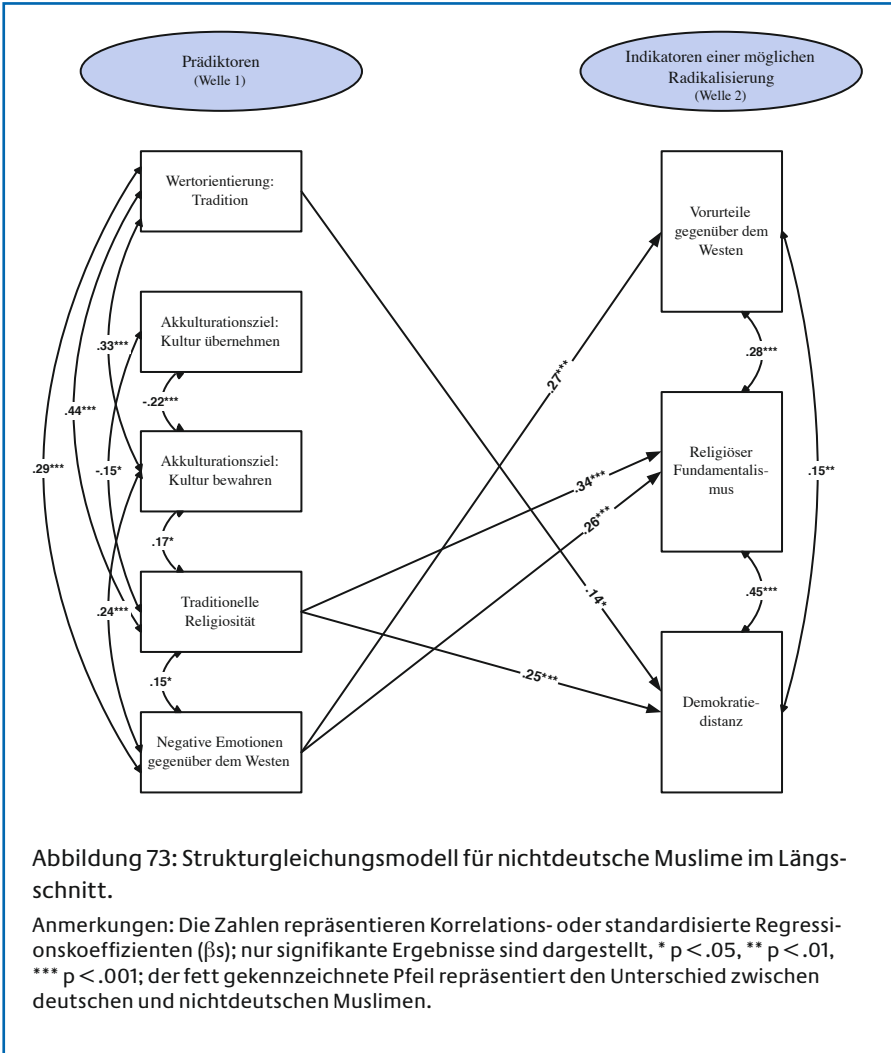 Prädiktoren
(Welle 1)
Indikatoren einer möglichen
Radikalisierung
(Welle 2)
Wertorientierung:
Tradition
Akkulturationsziel:
Kultur übernehmen
Akkulturationsziel:
Kultur bewahren
Traditionelle
Religiosität
Negative Emotionen
gegenüber dem Westen
.33***
-.22***
.44***
.29***
-.15*
.17*
.24***
.15*
.27***
.34***
.26***
.14*
.25***
Vorurteile
gegenüber dem
Westen
.28***
Religiöser
Fundamentalis-
mus
.15**
.45***
Demokratie-
distanz
Abbildung 73: Strukturgleichungsmodell für nichtdeutsche Muslime im Längs-
schnitt.
Anmerkungen: Die Zahlen repräsentieren Korrelations- oder standardisierte Regressi-
onskoeffizienten (βs); nur signifikante Ergebnisse sind dargestellt, * p <.05, ** p <.01,
*** p <.001; der fett gekennzeichnete Pfeil repräsentiert den Unterschied zwischen
deutschen und nichtdeutschen Muslimen.